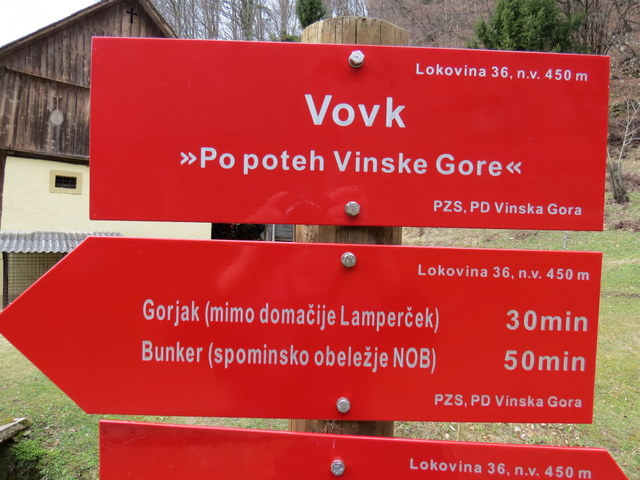 Lokovina 36, n.v. 450 m
Vovk
»Po poteh Vinske Gore«
PZS, PD Vinska Gora
Lokovina 36, n.v. 450 m
Gorjak (mimo domačije Lamperček) 30min
Bunker (spominsko obeležje NOB) 50min
PZS, PD Vinska Gora
Lokovina 36, n.v. 450 m